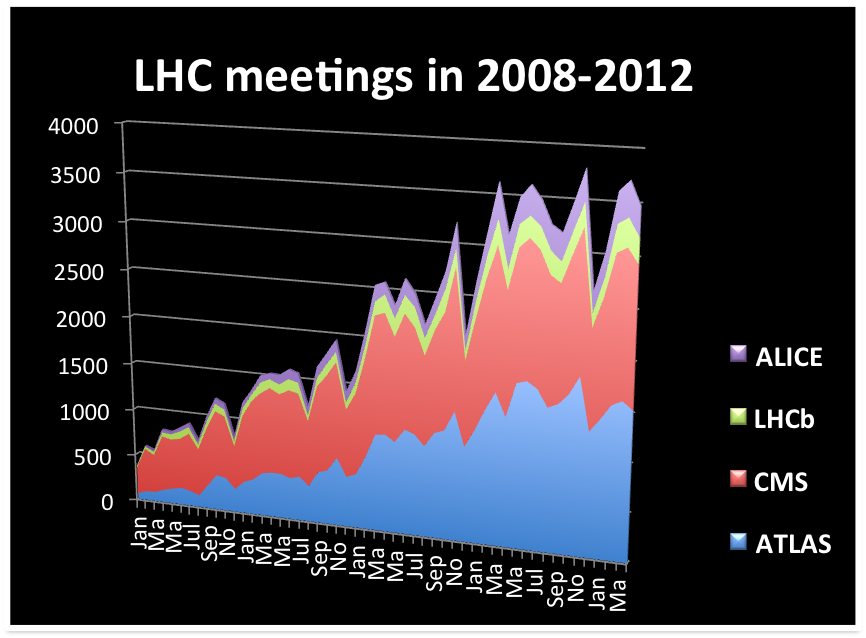 LHC meetings in 2008-2012
4000
3500
3000
2500
2000
1500
1000
500
0
Jan
Ma
Ma
Jul
Sep
No
Jan
Ma
Ma
Jul
Sep
No
Jan
Ma
Ma
Jul
Sep
No
Jan
Ma
Ma
Jul
Sep
No
Jan
Ma
ALICE
LHCb
CMS
ATLAS